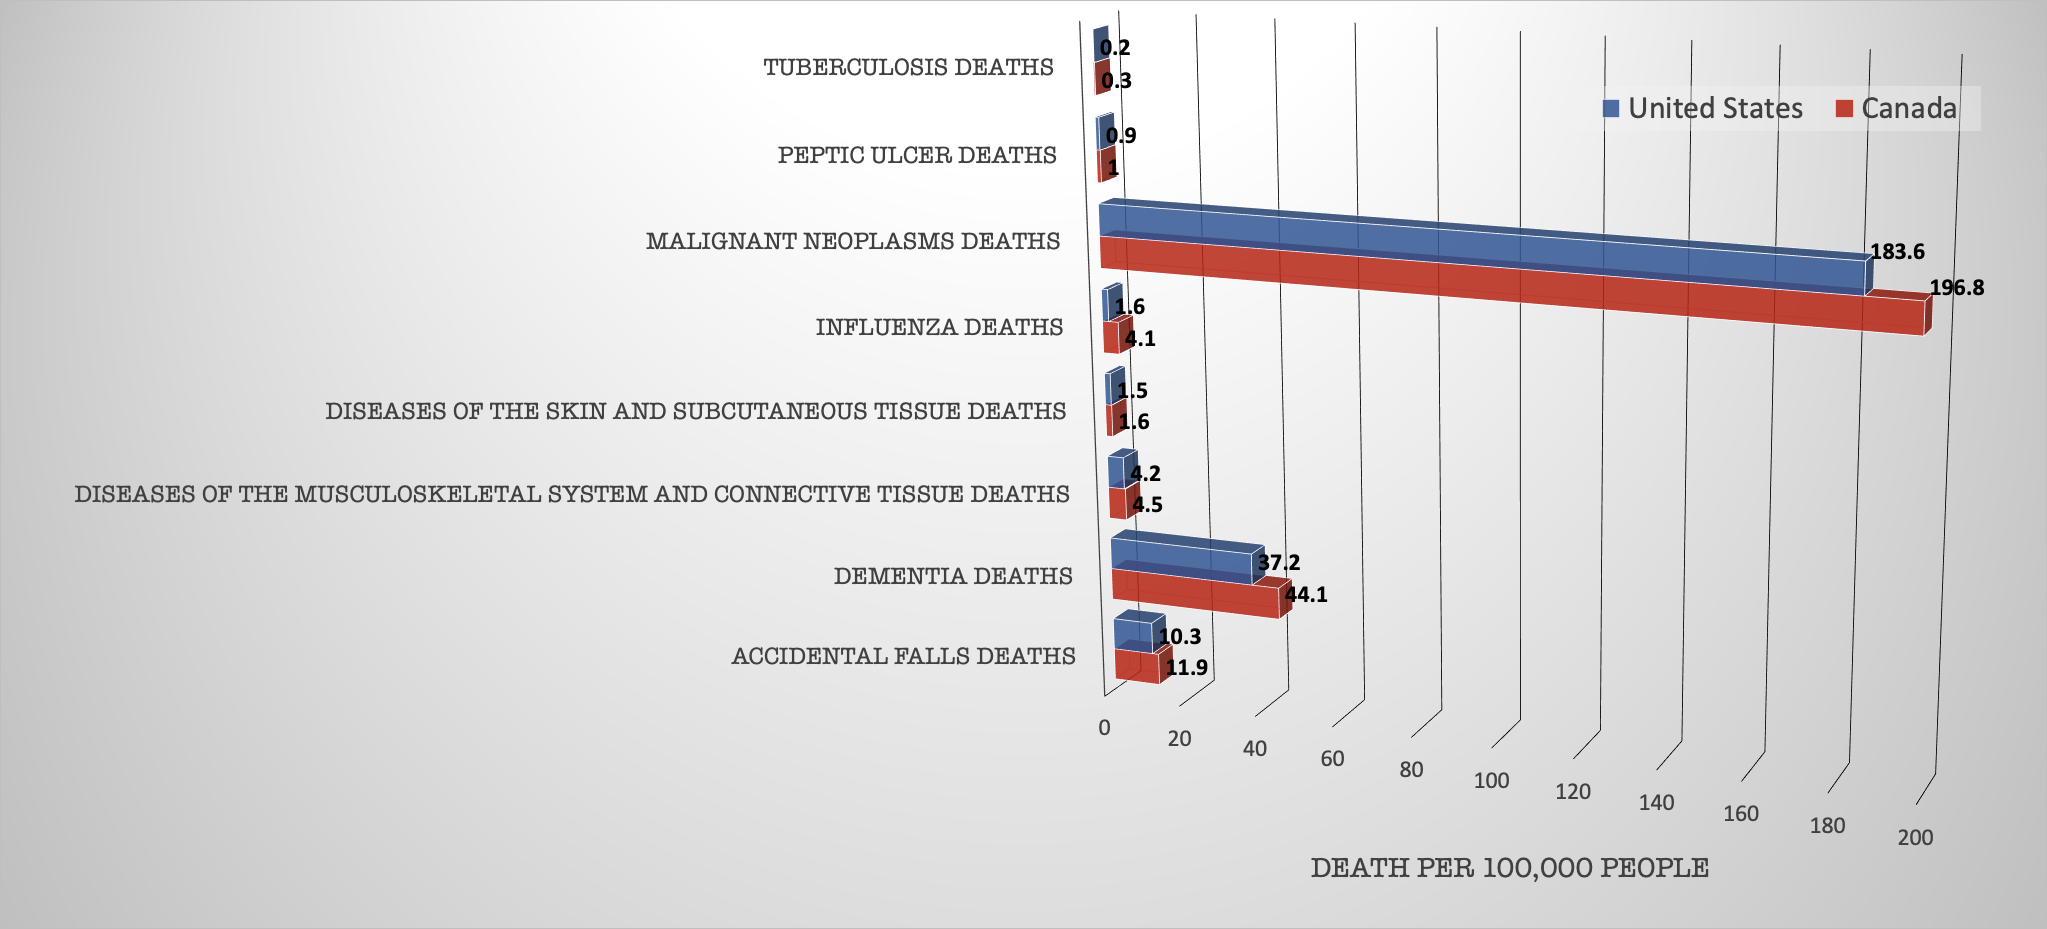 TUBERCULOSIS DEATHS
0.2
0.3
PEPTIC ULCER DEATHS
0.9
1
United States
Canada
MALIGNANT NEOPLASMS DEATHS
183.6
196.8
INFLUENZA DEATHS
1.6
4.1
DISEASES OF THE SKIN AND SUBCUTANEOUS TISSUE DEATHS
1.5
1.6
DISEASES OF THE MUSCULOSKELETAL SYSTEM AND CONNECTIVE TISSUE DEATHS
4.2
4.5
DEMENTIA DEATHS
37.2
44.1
ACCIDENTAL FALLS DEATHS
10.3
11.9
0
20
40
60
80
100
120
140
160
180
200
DEATH PER 100,000 PEOPLE